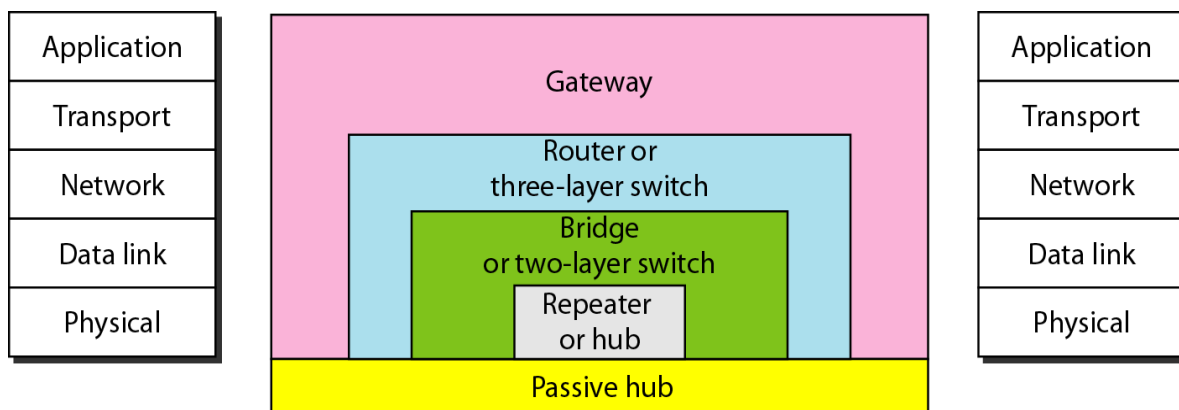 Application
Transport
Network
Data link
Physical
Gateway
Router or
three-layer switch
Bridge
or two-layer switch
Repeater
or hub
Passive hub
Application
Transport
Network
Data link
Physical